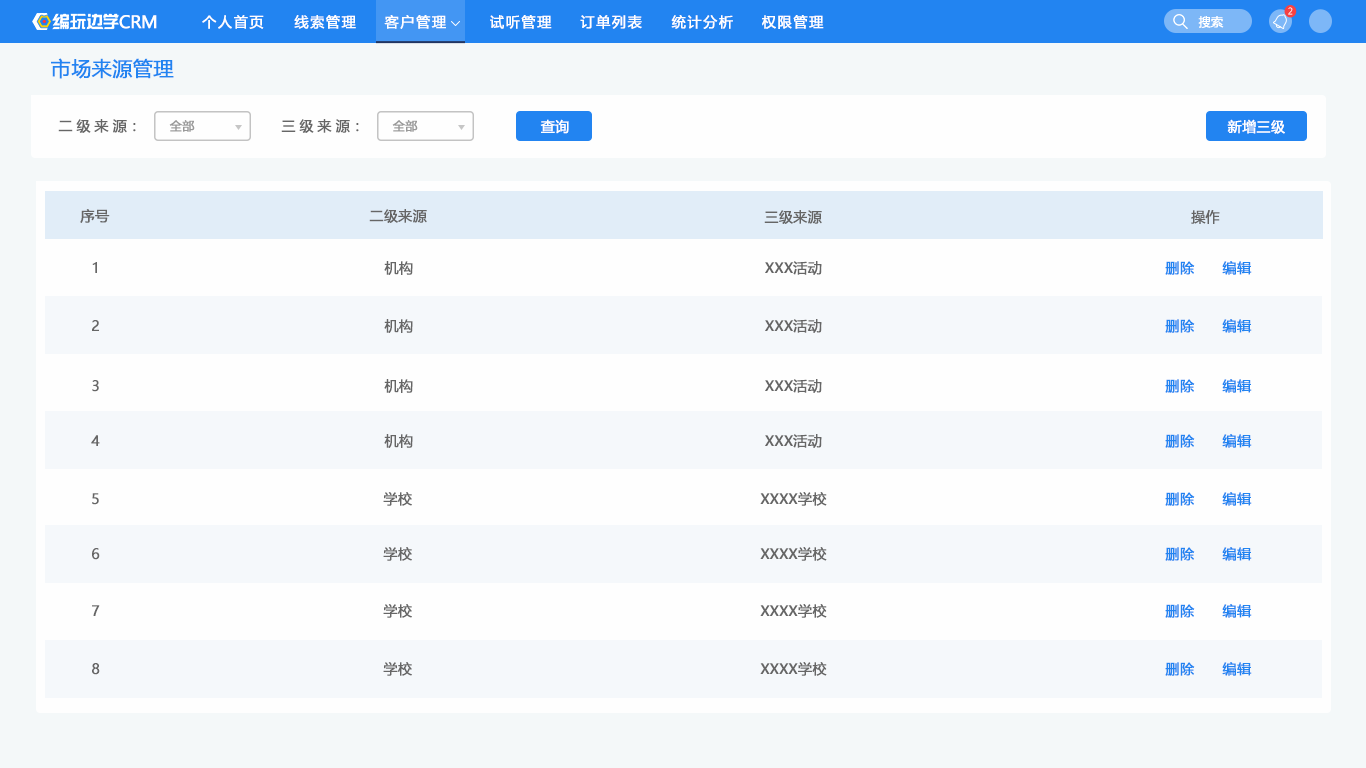 编玩边学CRM 个人首页 线索管理 客户管理 试听管理 订单列表 统计分析 权限管理 搜索 2
市场来源管理
二级来源： 全部 三级来源： 全部 查询 新增三级
序号 二级来源 三级来源 操作
1 机构 XXX活动 删除 编辑
2 机构 XXX活动 删除 编辑
3 机构 XXX活动 删除 编辑
4 机构 XXX活动 删除 编辑
5 学校 XXXX学校 删除 编辑
6 学校 XXXX学校 删除 编辑
7 学校 XXXX学校 删除 编辑
8 学校 XXXX学校 删除 编辑